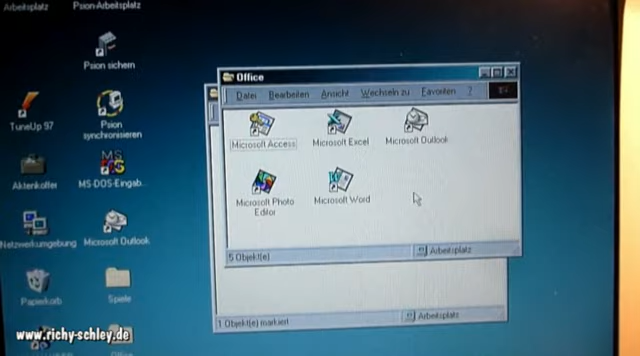 Arbeitsplatz
Psion-Arbeitsplatz
Psion sichern
TuneUp 97
Psion synchronisieren
Aktenkoffer
MS-DOS-Eingab...
Netzwerkumgebung
Microsoft Outlook
Papierkorb
Spiele
Office
Office
Datei Bearbeiten Ansicht Wechseln zu Favoriten ?
Microsoft Access
Microsoft Excel
Microsoft Outlook
Microsoft Photo
Editor
Microsoft Word
5 Objekt(e)
Arbeitsplatz
1 Objekt(e) markiert
Arbeitsplatz
www.richy-schley.de